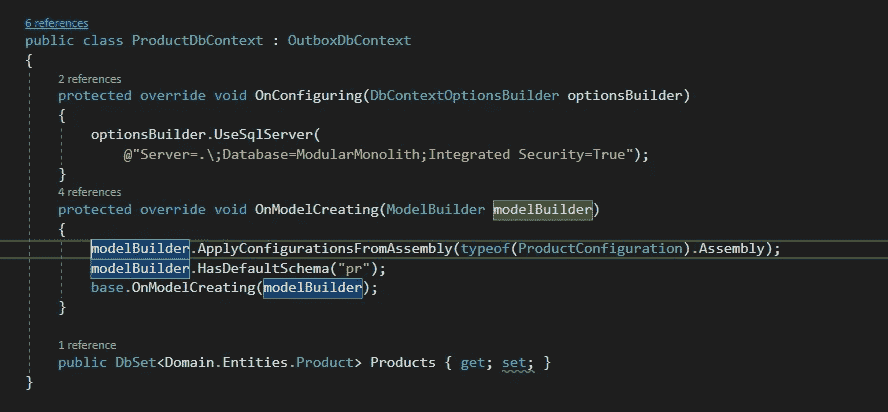 6 references
public class ProductDbContext : OutboxDbContext
{
2 references
protected override void OnConfiguring(DbContextOptionsBuilder optionsBuilder)
{
optionsBuilder.UseSqlServer(
@"Server=.\;Database=ModularMonolith;Integrated Security=True");
}
4 references
protected override void OnModelCreating(ModelBuilder modelBuilder)
{
modelBuilder.ApplyConfigurationsFromAssembly(typeof(ProductConfiguration).Assembly);
modelBuilder.HasDefaultSchema("pr");
base.OnModelCreating(modelBuilder);
}
1 reference
public DbSet<Domain.Entities.Product> Products { get; set; }
}